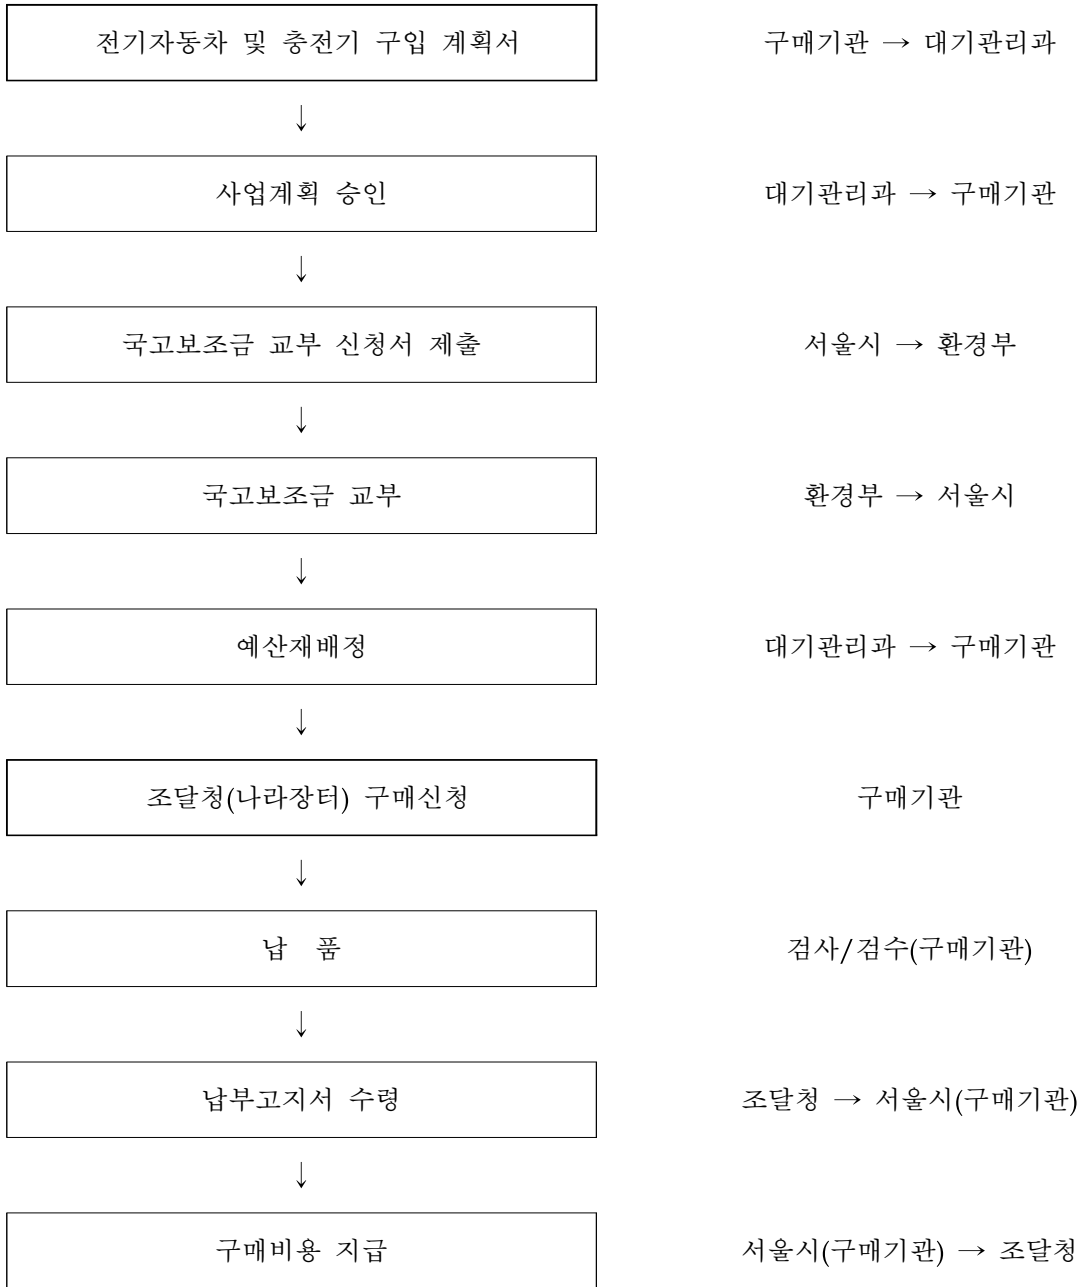 전기자동차 및 충전기 구입 계획서 구매기관 → 대기관리과
↓
사업계획 승인 대기관리과 → 구매기관
↓
국고보조금 교부 신청서 제출 서울시 → 환경부
↓
국고보조금 교부 환경부 → 서울시
↓
예산재배정 대기관리과 → 구매기관
↓
조달청(나라장터) 구매신청 구매기관
↓
납 품 검사/검수(구매기관)
↓
납부고지서 수령 조달청 → 서울시(구매기관)
↓
구매비용 지급 서울시(구매기관) → 조달청